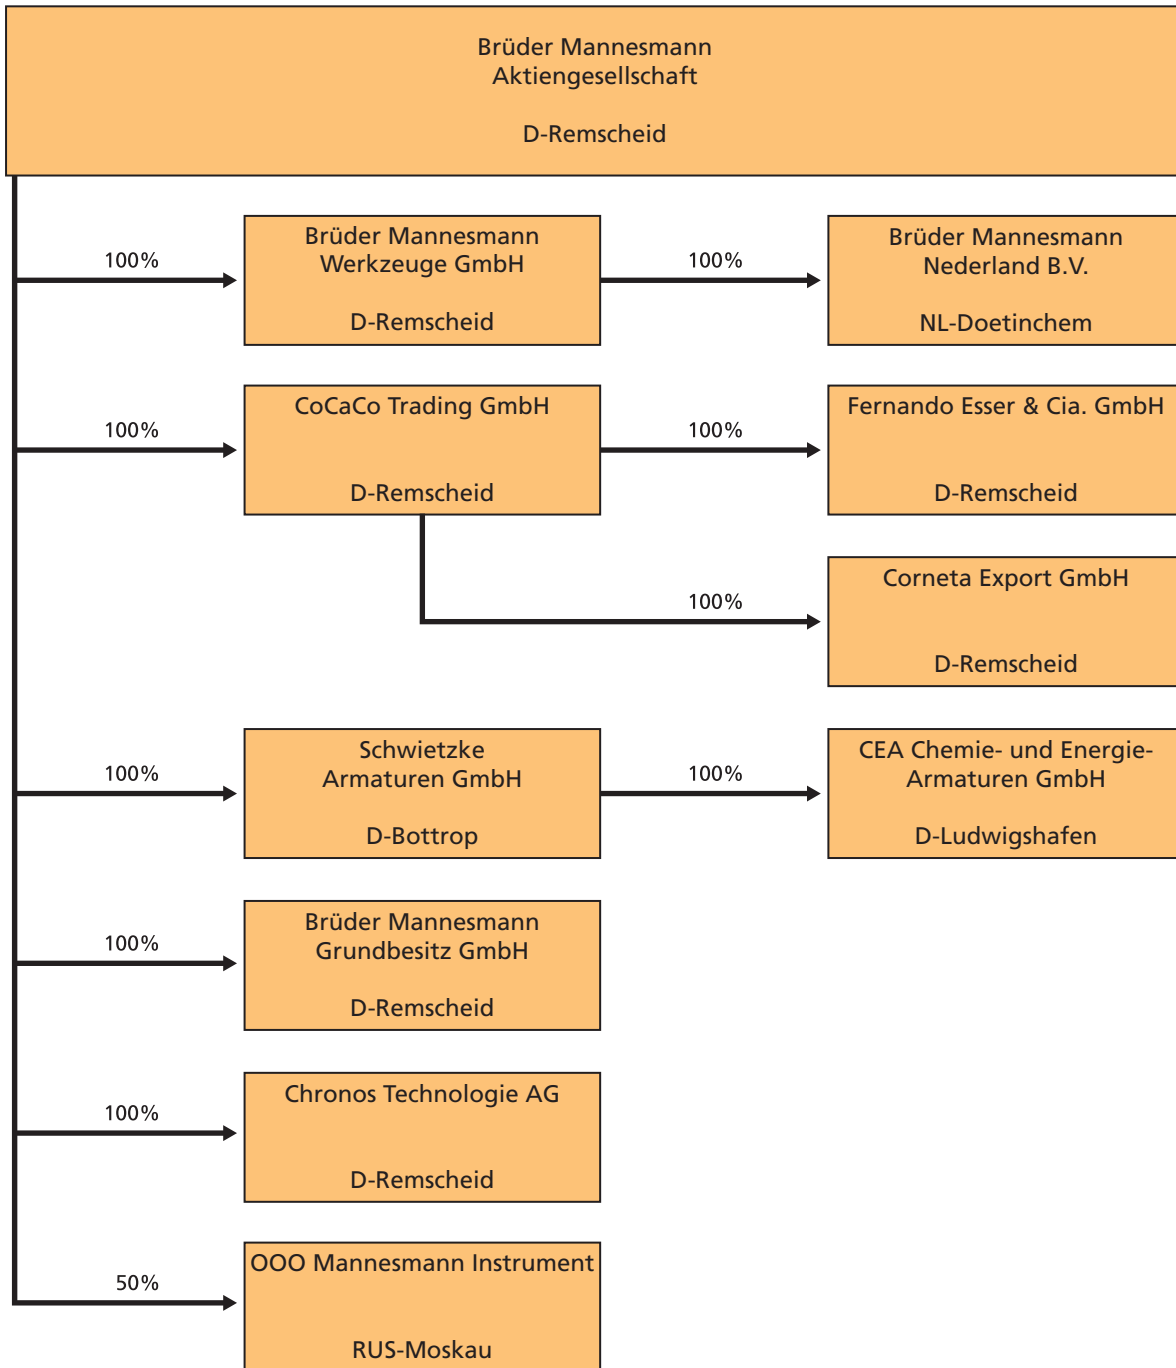 Brüder Mannesmann
Aktiengesellschaft
D-Remscheid
100%
Brüder Mannesmann
Werkzeuge GmbH
D-Remscheid
100%
Brüder Mannesmann
Nederland B.V.
NL-Doetinchem
100%
CoCaCo Trading GmbH
D-Remscheid
100%
Fernando Esser & Cia. GmbH
D-Remscheid
100%
Corneta Export GmbH
D-Remscheid
100%
Schwietzke
Armaturen GmbH
D-Bottrop
100%
CEA Chemie- und Energie-
Armaturen GmbH
D-Ludwigshafen
100%
Brüder Mannesmann
Grundbesitz GmbH
D-Remscheid
100%
Chronos Technologie AG
D-Remscheid
50%
OOO Mannesmann Instrument
RUS-Moskau